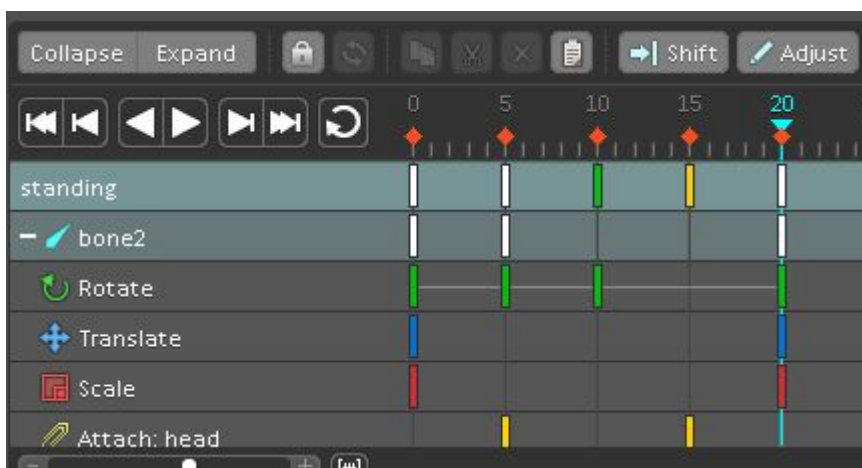 Collapse Expand Shift Adjust
0 5 10 15 20
standing
bone2
Rotate
Translate
Scale
Attach: head